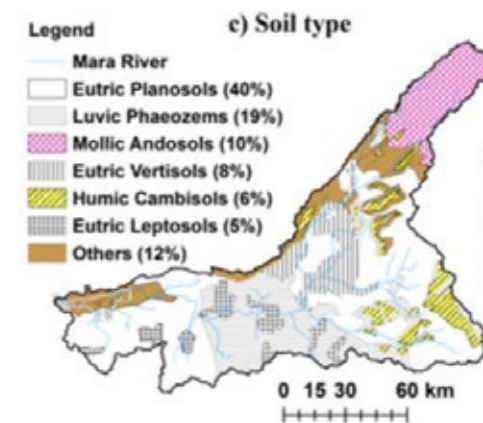 c) Soil type
Legend
Mara River
Eutric Planosols (40%)
Luvic Phaeozems (19%)
Mollic Andosols (10%)
Eutric Vertisols (8%)
Humic Cambisols (6%)
Eutric Leptosols (5%)
Others (12%)
0 15 30 60 km